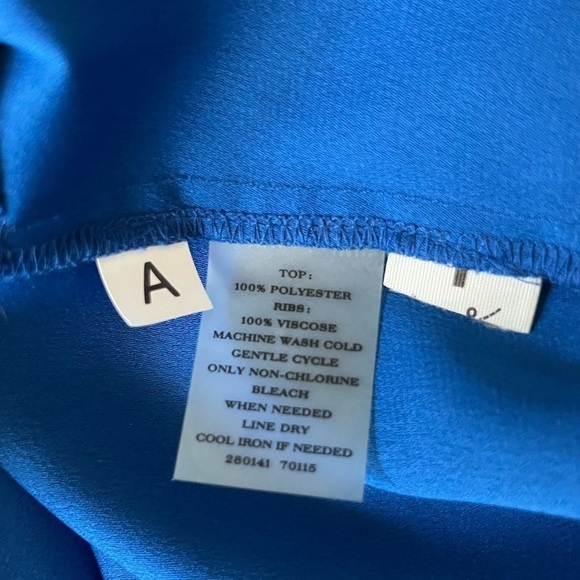 A
TOP:
100% POLYESTER
RIBS:
100% VISCOSE
MACHINE WASH COLD
GENTLE CYCLE
ONLY NON-CHLORINE
BLEACH
WHEN NEEDED
LINE DRY
COOL IRON IF NEEDED
280141 70115